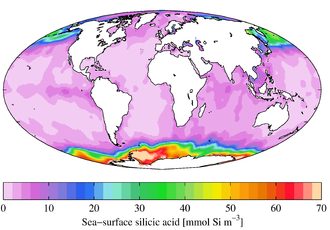 0 10 20 30 40 50 60 70
Sea−surface silicic acid [mmol Si m⁻³]